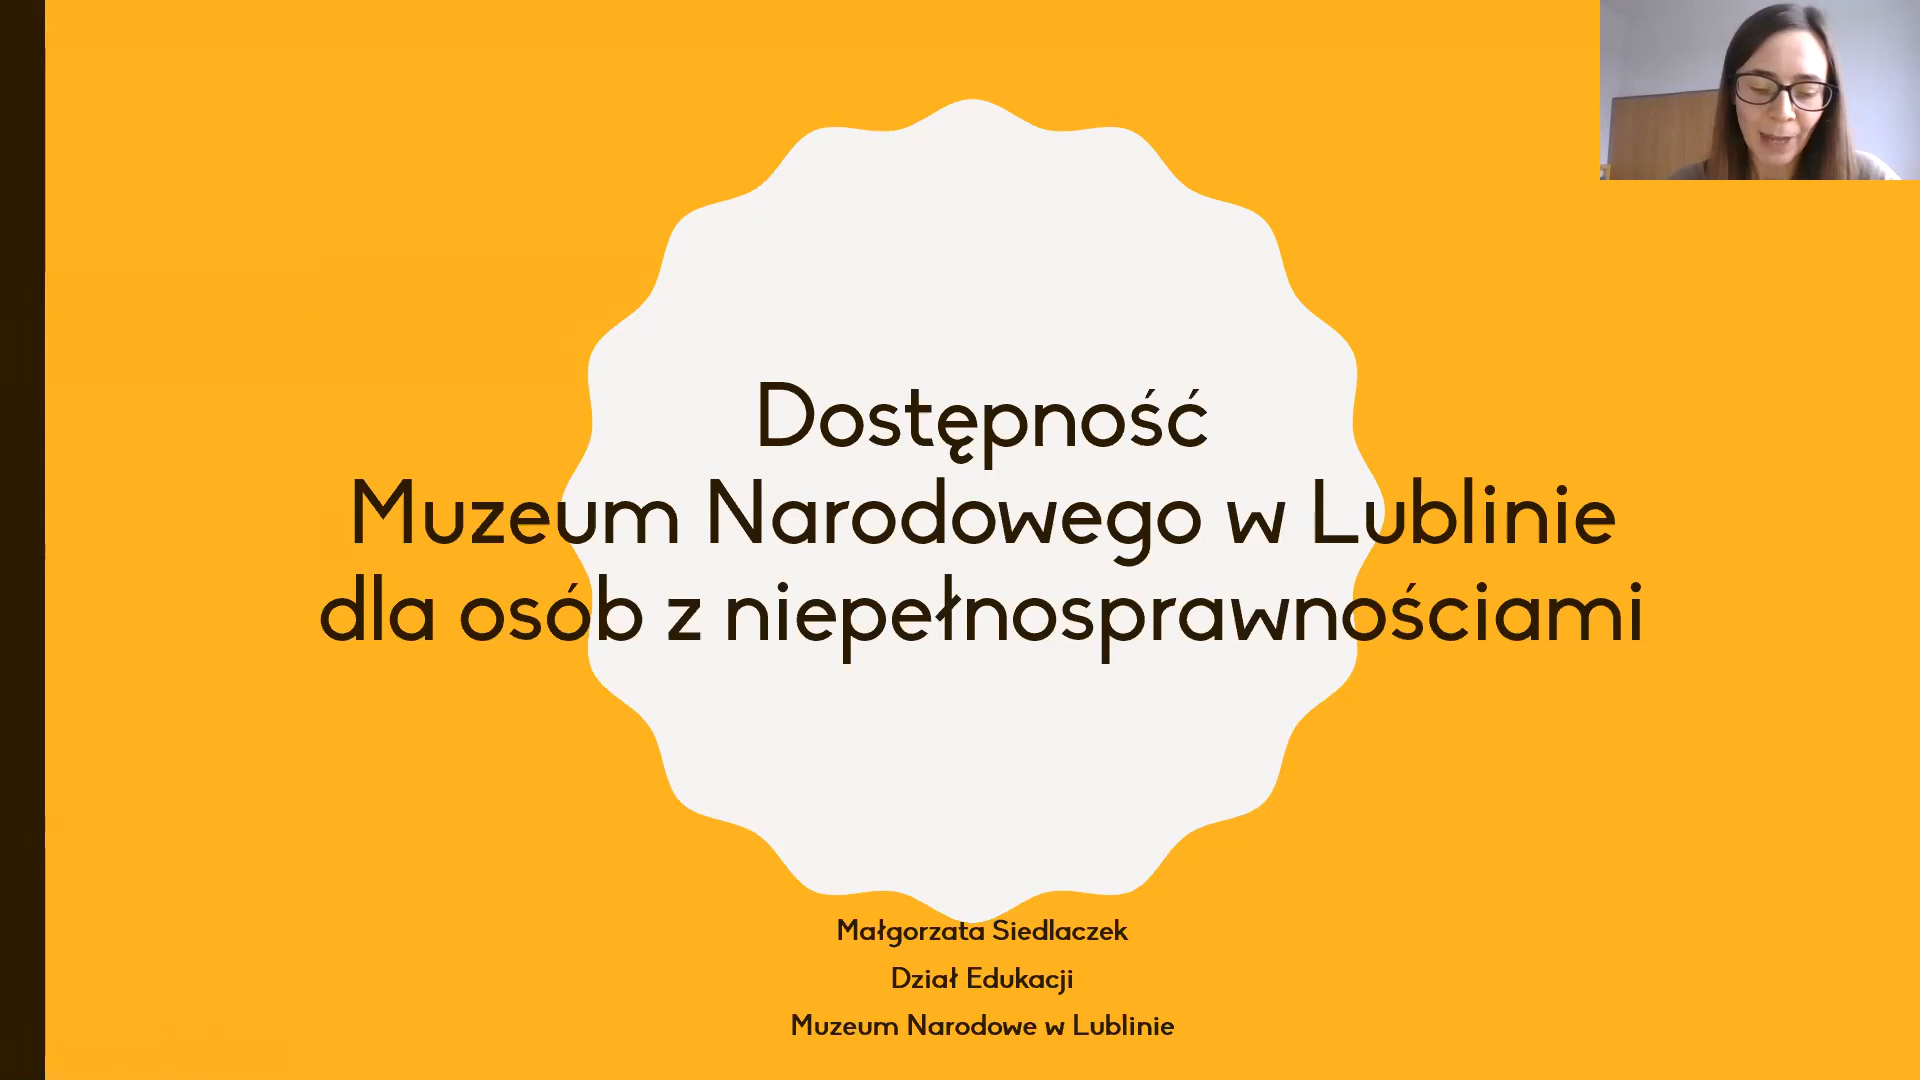 Dostępność
Muzeum Narodowego w Lublinie
dla osób z niepełnosprawnościami
Małgorzata Siedlaczek
Dział Edukacji
Muzeum Narodowe w Lublinie